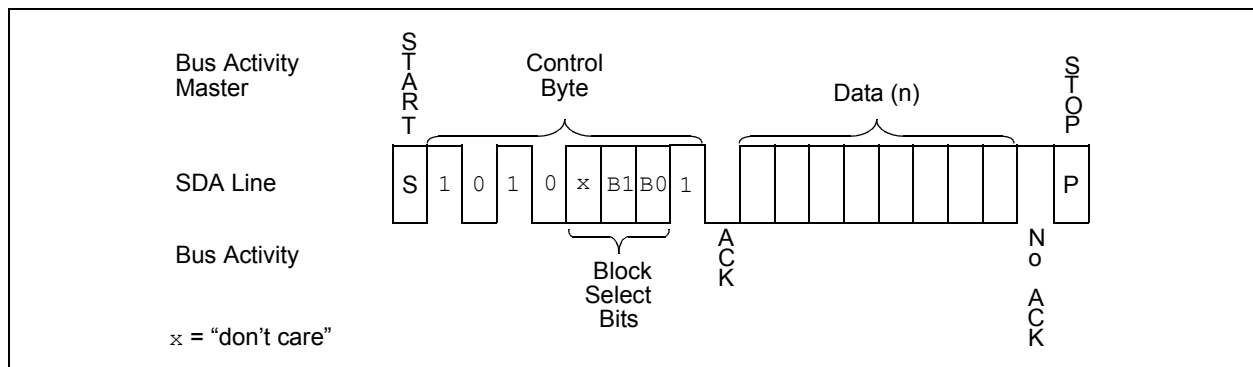 Bus Activity
Master
START
Control
Byte
Data (n)
STOP
SDA Line
S 1 0 1 0 x B1 B0 1 P
Bus Activity
ACK
No ACK
Block
Select
Bits
x = “don’t care”